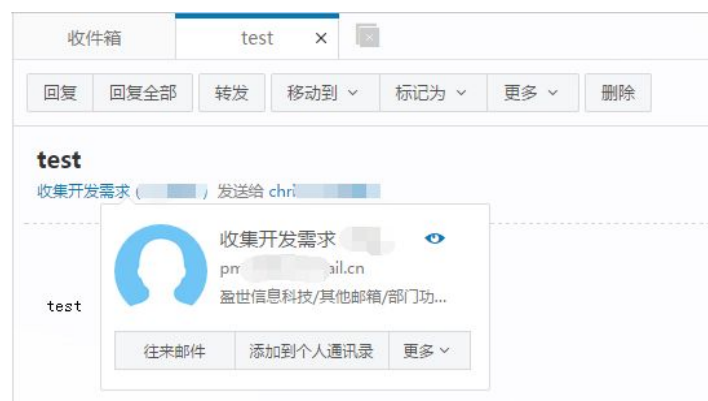 收件箱 test ×
回复 回复全部 转发 移动到 标记为 更多 删除
test
收集开发需求 ( ) 发送给 chri
收集开发需求
pm ail.cn
盈世信息科技/其他邮箱/部门功...
test
往来邮件 添加到个人通讯录 更多